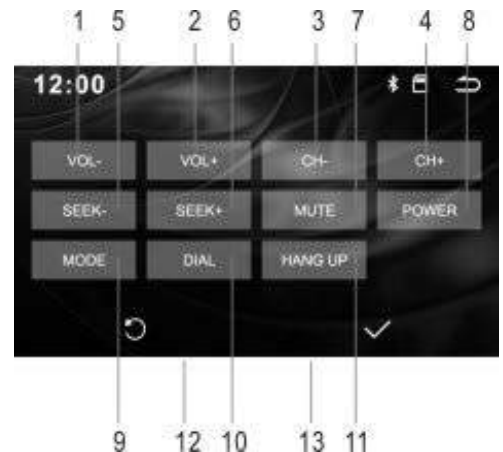 1 5 2 6 3 7 4 8
12:00
VOL- VOL+ CH- CH+
SEEK- SEEK+ MUTE POWER
MODE DIAL HANG UP
9 12 10 13 11